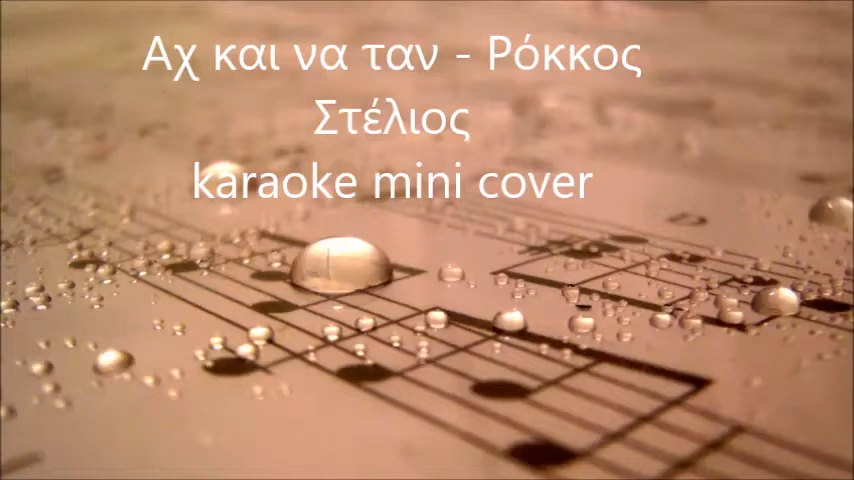 Αχ και να ταν - Ρόκκος
Στέλιος
karaoke mini cover